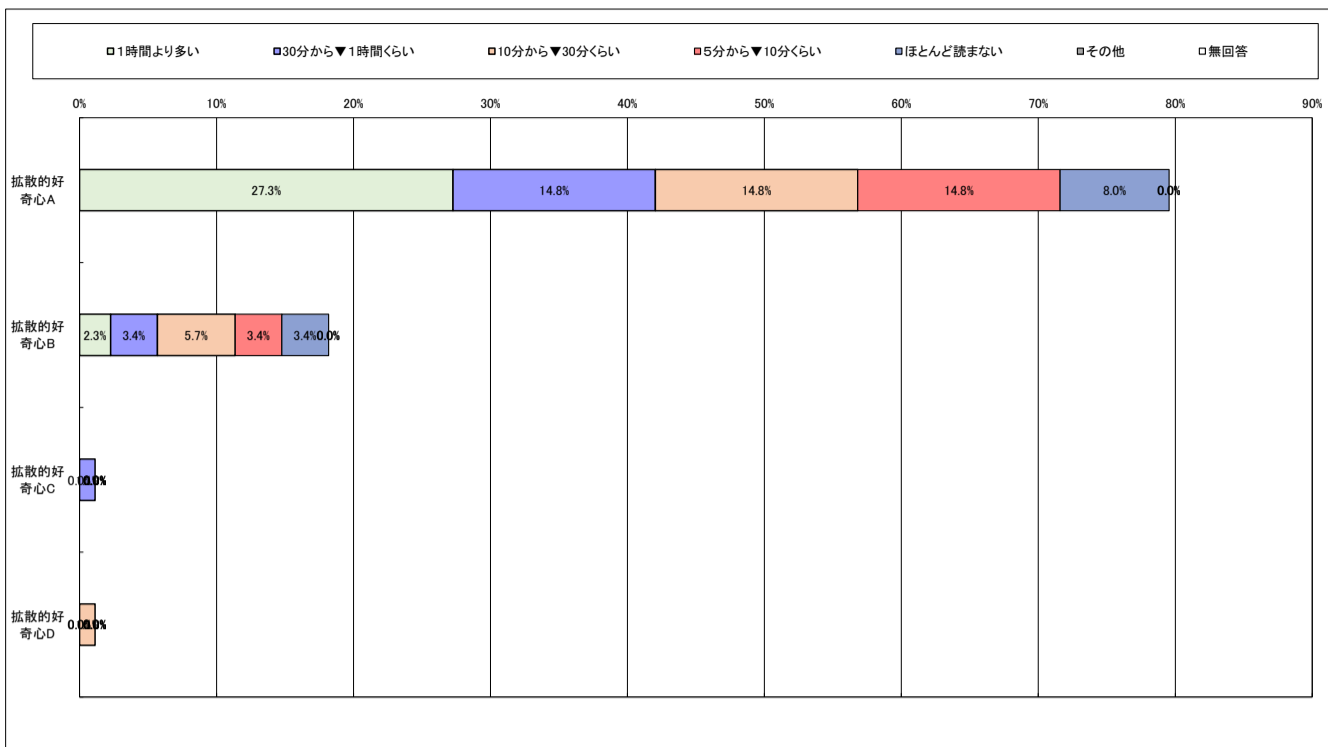 １時間より多い 30分から▼１時間くらい 10分から▼30分くらい ５分から▼10分くらい ほとんど読まない その他 無回答
0% 10% 20% 30% 40% 50% 60% 70% 80% 90%
拡散的好
奇心A
27.3% 14.8% 14.8% 14.8% 8.0% 0.0%
拡散的好
奇心B
2.3% 3.4% 5.7% 3.4% 3.4% 0.0%
拡散的好
奇心C
拡散的好
奇心D